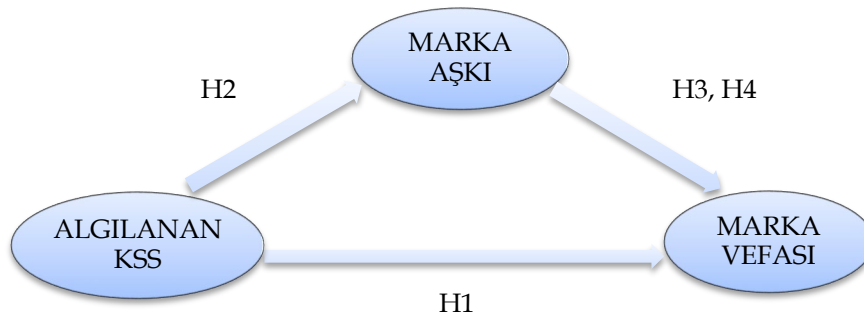 MARKA
AŞKI
H2
H3, H4
ALGILANAN
KSS
MARKA
VEFASI
H1